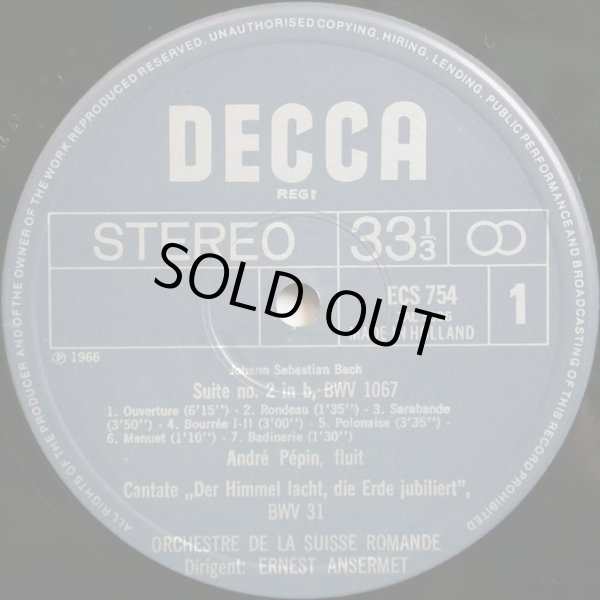 ALL RIGHTS OF THE PRODUCER AND OF THE OWNER OF THE WORK REPRODUCED RESERVED. UNAUTHORISED COPYING, HIRING, LENDING, PUBLIC PERFORMANCE AND BROADCASTING OF THIS RECORD PROHIBITED
DECCA
REGD
STEREO 33 1/3
SOLD OUT
ECS 754 1
MADE IN HOLLAND
℗ 1966
Johann Sebastian Bach
Suite no. 2 in b, BWV 1067
1. Ouverture (6'15'') - 2. Rondeau (1'35'') - 3. Sarabande
(3'50'') - 4. Bourrée I-II (3'00'') - 5. Polonaise (3'35'') -
6. Menuet (1'10'') - 7. Badinerie (1'30'')
André Pépin, fluit
Cantate „Der Himmel lacht, die Erde jubiliert",
BWV 31
ORCHESTRE DE LA SUISSE ROMANDE
Dirigent: ERNEST ANSERMET